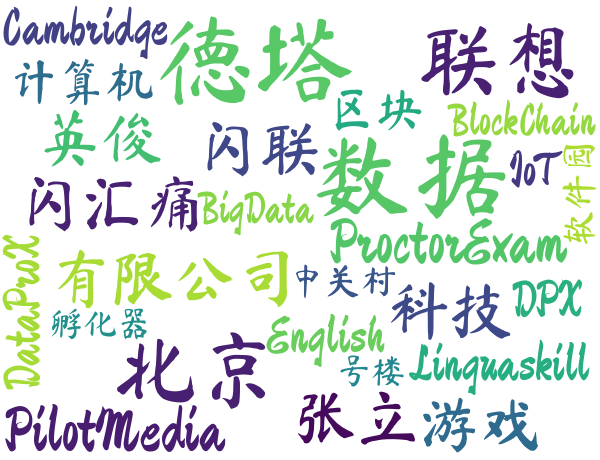 Cambridge
德塔
联想
计算机
区块
BlockChain
英俊
闪联
数据
IoT
软件园
闪汇痛
BigData
ProctorExam
DataProX
有限公司
中关村
科技
DPX
孵化器
English
北京
号楼
Linguaskill
PilotMedia
张立
游戏